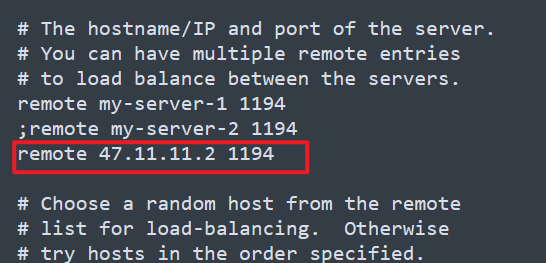 # The hostname/IP and port of the server.
# You can have multiple remote entries
# to load balance between the servers.
remote my-server-1 1194
;remote my-server-2 1194
remote 47.11.11.2 1194
# Choose a random host from the remote
# list for load-balancing.  Otherwise
# try hosts in the order specified.